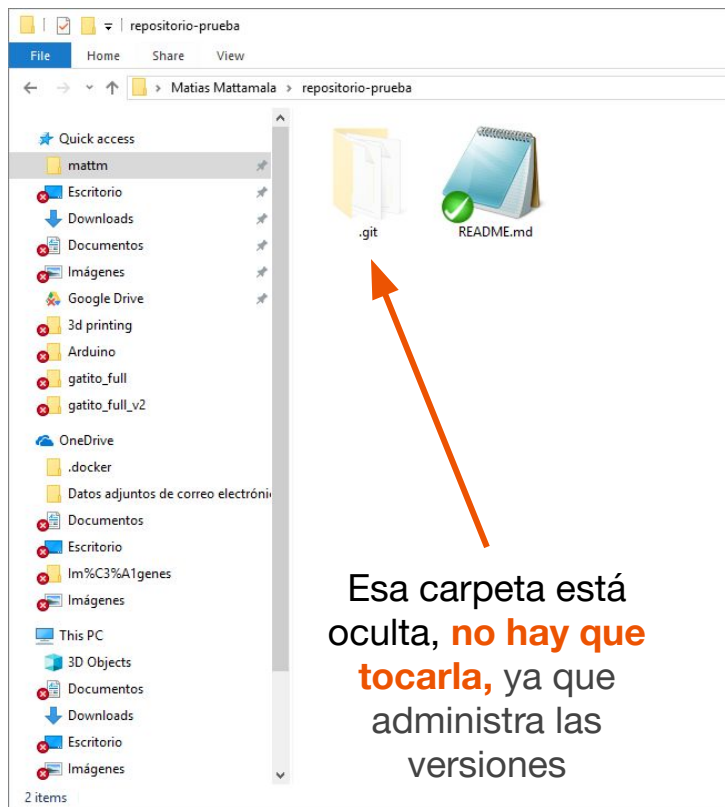 repositorio-prueba
File Home Share View
Matias Mattamala > repositorio-prueba
Quick access
mattm
Escritorio
Downloads
Documentos
Imágenes
Google Drive
3d printing
Arduino
gatito_full
gatito_full_v2
OneDrive
.docker
Datos adjuntos de correo electróni
Documentos
Escritorio
Im%C3%A1genes
Imágenes
This PC
3D Objects
Documentos
Downloads
Escritorio
Imágenes
2 items
.git
README.md
Esa carpeta está
oculta, no hay que
tocarla, ya que
administra las
versiones